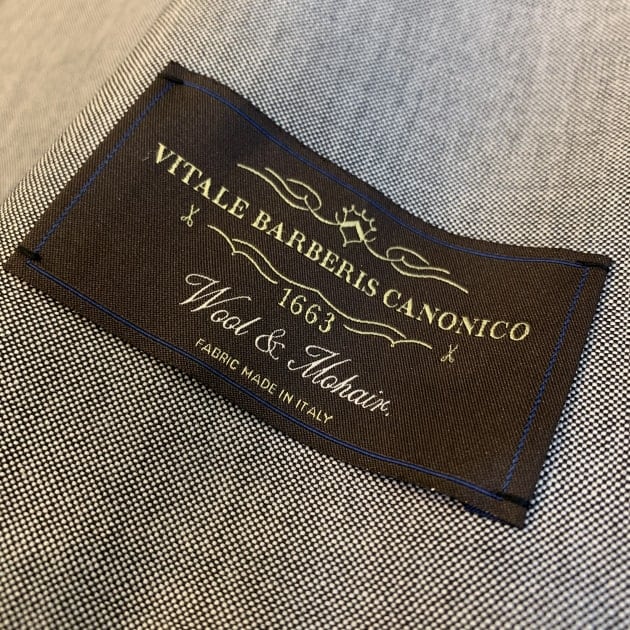 VITALE BARBERIS CANONICO
1663
Wool & Mohair.
FABRIC MADE IN ITALY